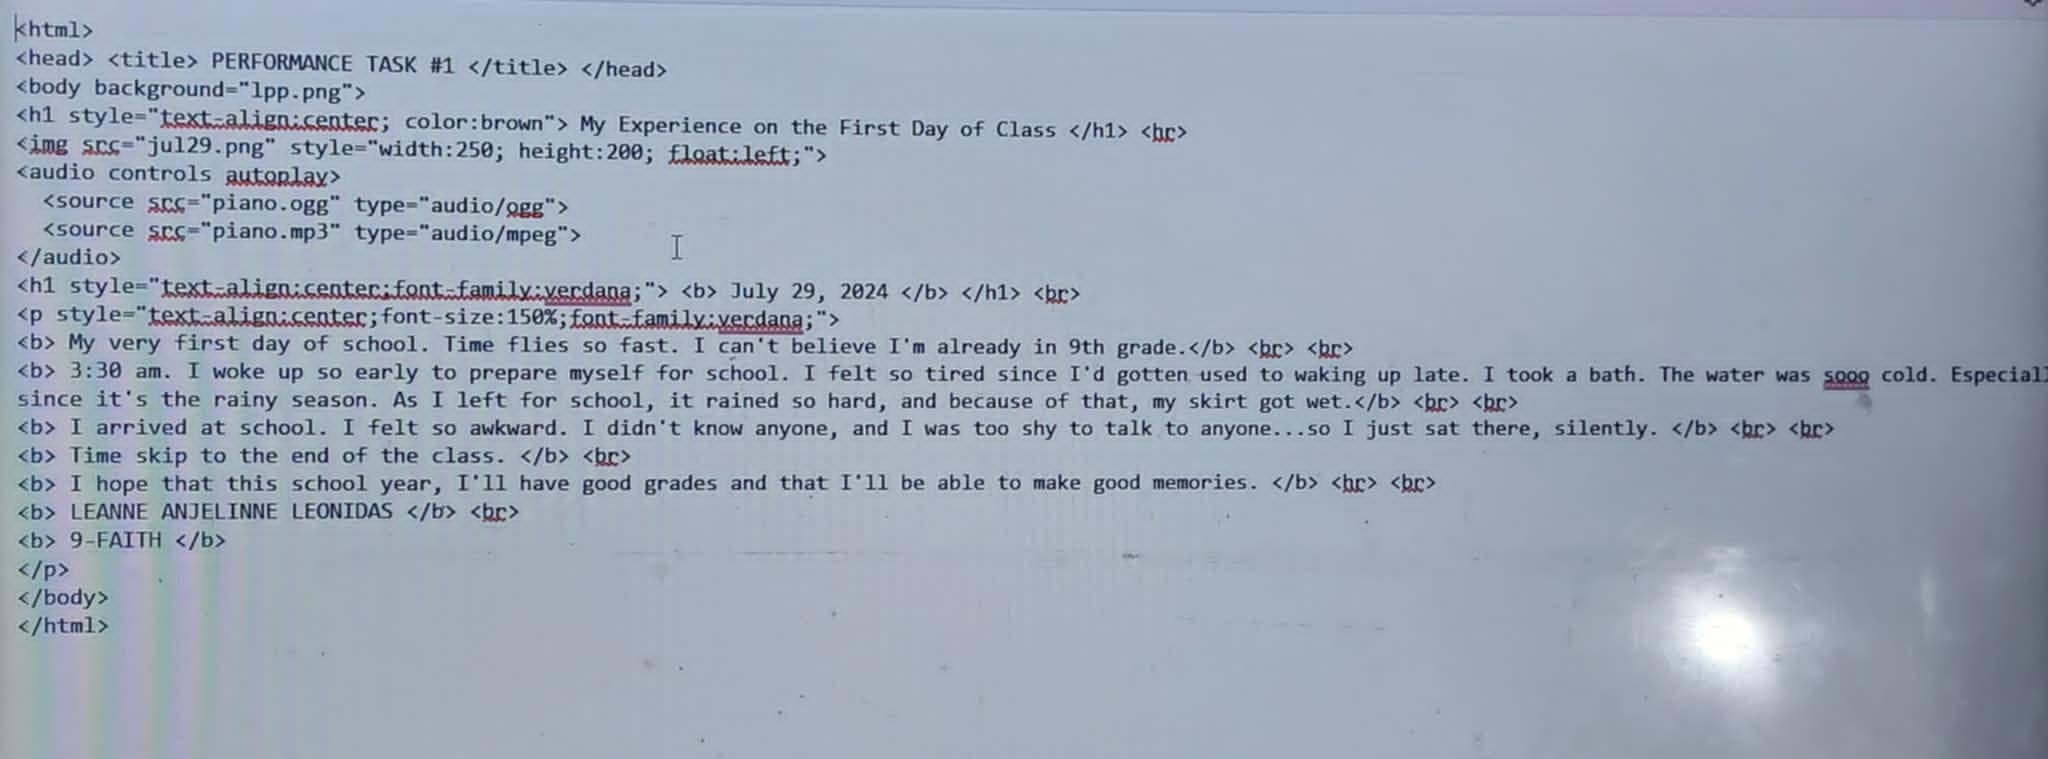 <html>
<head> <title> PERFORMANCE TASK #1 </title> </head>
<body background="lpp.png">
<h1 style="text-align:center; color:brown"> My Experience on the First Day of Class </h1> <hr>
<img src="jul29.png" style="width:250; height:200; float:left;">
<audio controls autoplay>
  <source src="piano.ogg" type="audio/ogg">
  <source src="piano.mp3" type="audio/mpeg">
</audio>
<h1 style="text-align:center;font-family:verdana;"> <b> July 29, 2024 </b> </h1> <br>
<p style="text-align:center;font-size:150%;font-family:verdana;">
<b> My very first day of school. Time flies so fast. I can't believe I'm already in 9th grade.</b> <br> <br>
<b> 3:30 am. I woke up so early to prepare myself for school. I felt so tired since I'd gotten used to waking up late. I took a bath. The water was sooo cold. Especiall
since it's the rainy season. As I left for school, it rained so hard, and because of that, my skirt got wet.</b> <br> <br>
<b> I arrived at school. I felt so awkward. I didn't know anyone, and I was too shy to talk to anyone...so I just sat there, silently. </b> <br> <br>
<b> Time skip to the end of the class. </b> <br>
<b> I hope that this school year, I'll have good grades and that I'll be able to make good memories. </b> <hr> <br>
<b> LEANNE ANJELINNE LEONIDAS </b> <br>
<b> 9-FAITH </b>
</p>
</body>
</html>